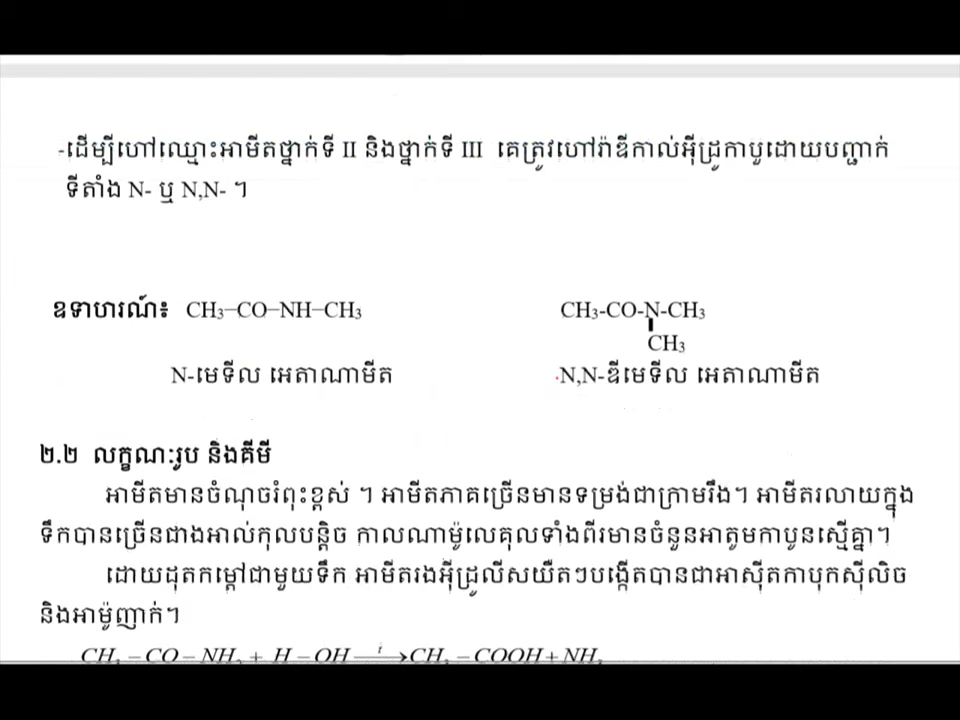 -ដើម្បីហៅឈ្មោះអាមីតថ្នាក់ទី II និងថ្នាក់ទី III គេត្រូវហៅរ៉ាឌីកាល់អ៊ីដ្រូកាបួដោយបញ្ជាក់
ទីតាំង N- ឬ N,N- ។
ឧទាហរណ៍៖ CH3−CO−NH−CH3 CH3-CO-N-CH3
CH3
N-មេទីល អេតាណាមីត N,N-ឌីមេទីល អេតាណាមីត
២.២ លក្ខណៈរូប និងគីមី
អាមីតមានចំណុចរំពុះខ្ពស់ ។ អាមីតភាគច្រើនមានទម្រង់ជាក្រាមរឹង។ អាមីតរលាយក្នុង
ទឹកបានច្រើនជាងអាល់កុលបន្តិច កាលណាម៉ូលេគុលទាំងពីរមានចំនួនអាតូមកាបូនស្មើគ្នា។
ដោយដុតកម្តៅជាមួយទឹក អាមីតរងអ៊ីដ្រូលីសយឺតៗបង្កើតបានជាអាស៊ីតកាបុកស៊ីលិច
និងអាម៉ូញាក់។
CH3 − CO − NH2 + H − OH —t→ CH3 − COOH + NH3